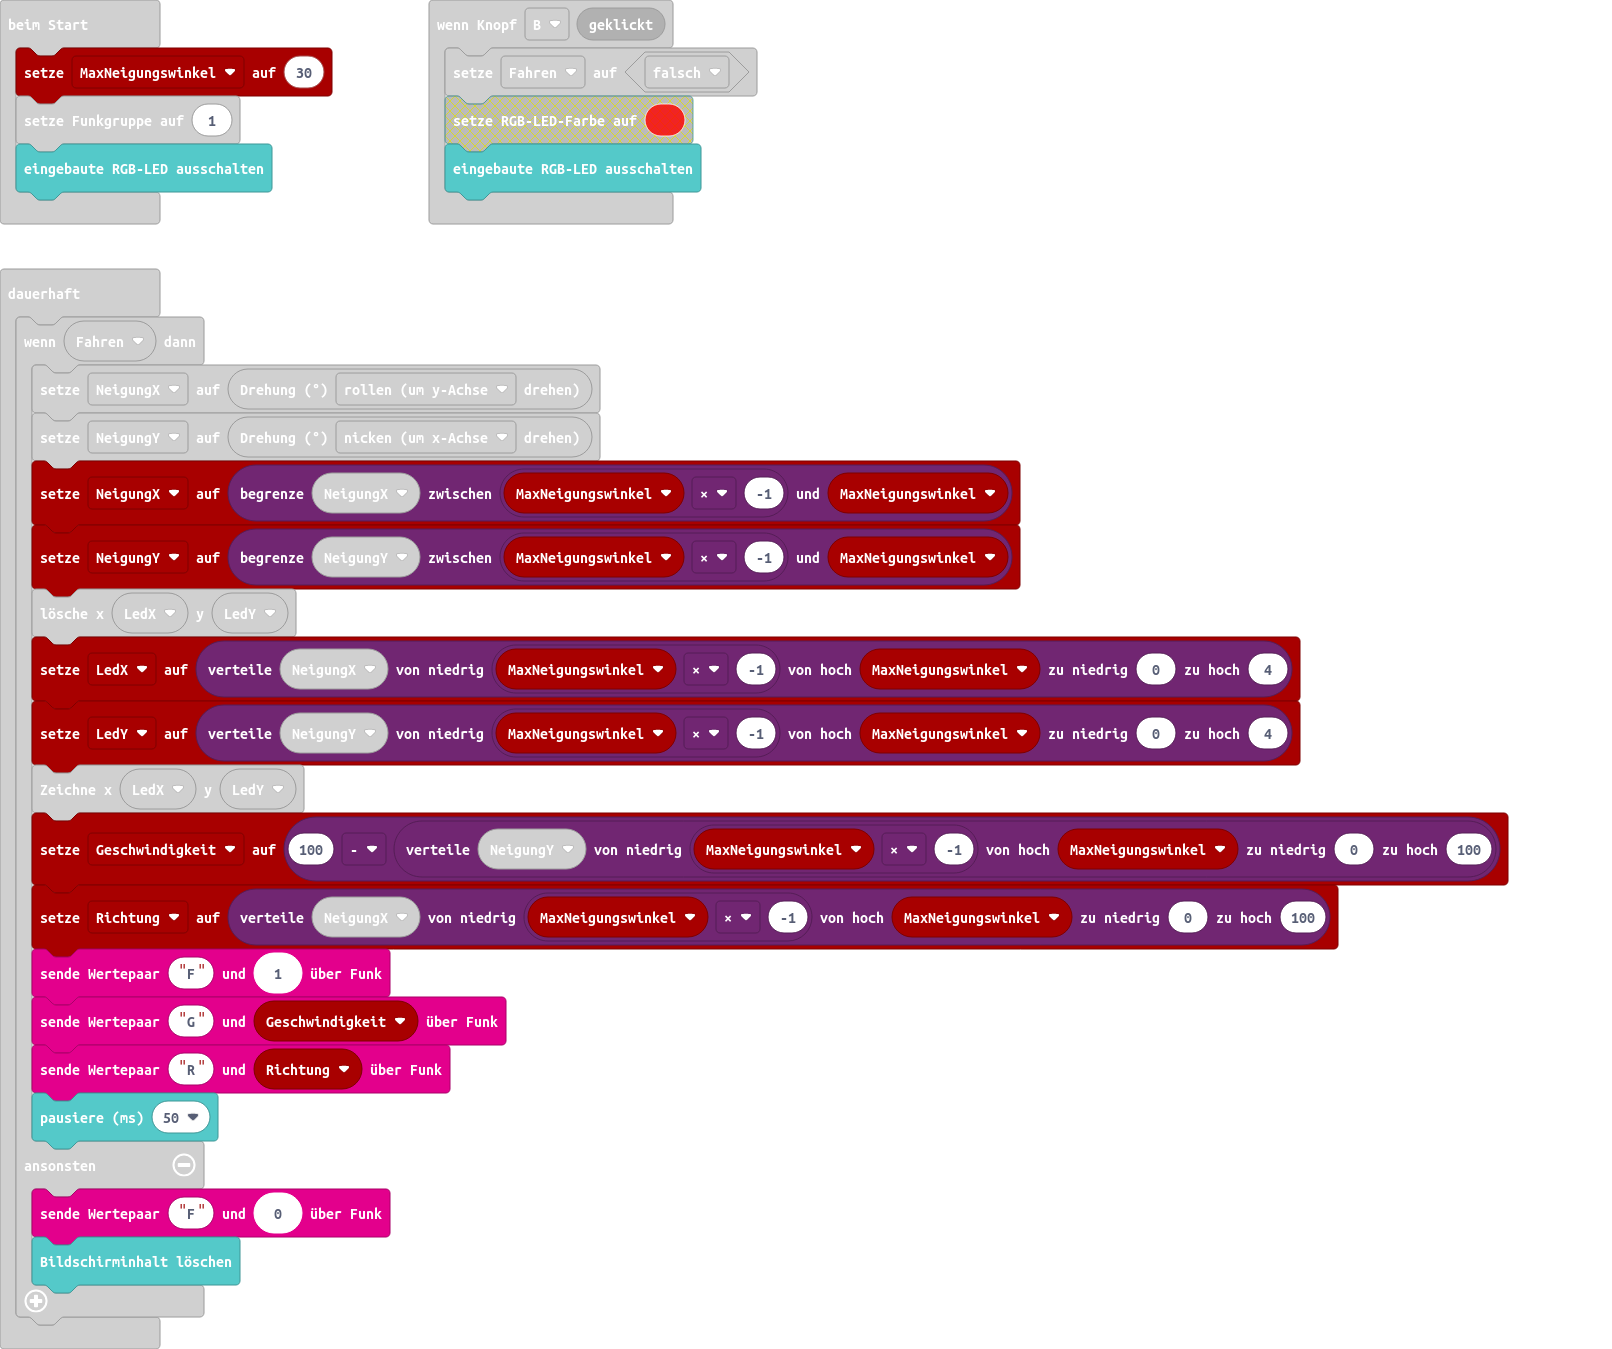 beim Start
setze MaxNeigungswinkel auf 30
setze Funkgruppe auf 1
eingebaute RGB-LED ausschalten
wenn Knopf B geklickt
setze Fahren auf falsch
setze RGB-LED-Farbe auf
eingebaute RGB-LED ausschalten
dauerhaft
wenn Fahren dann
setze NeigungX auf Drehung (°) rollen (um y-Achse drehen)
setze NeigungY auf Drehung (°) nicken (um x-Achse drehen)
setze NeigungX auf begrenze NeigungX zwischen MaxNeigungswinkel × -1 und MaxNeigungswinkel
setze NeigungY auf begrenze NeigungY zwischen MaxNeigungswinkel × -1 und MaxNeigungswinkel
lösche x LedX y LedY
setze LedX auf verteile NeigungX von niedrig MaxNeigungswinkel × -1 von hoch MaxNeigungswinkel zu niedrig 0 zu hoch 4
setze LedY auf verteile NeigungY von niedrig MaxNeigungswinkel × -1 von hoch MaxNeigungswinkel zu niedrig 0 zu hoch 4
Zeichne x LedX y LedY
setze Geschwindigkeit auf 100 - verteile NeigungY von niedrig MaxNeigungswinkel × -1 von hoch MaxNeigungswinkel zu niedrig 0 zu hoch 100
setze Richtung auf verteile NeigungX von niedrig MaxNeigungswinkel × -1 von hoch MaxNeigungswinkel zu niedrig 0 zu hoch 100
sende Wertepaar "F" und 1 über Funk
sende Wertepaar "G" und Geschwindigkeit über Funk
sende Wertepaar "R" und Richtung über Funk
pausiere (ms) 50
ansonsten
sende Wertepaar "F" und 0 über Funk
Bildschirminhalt löschen